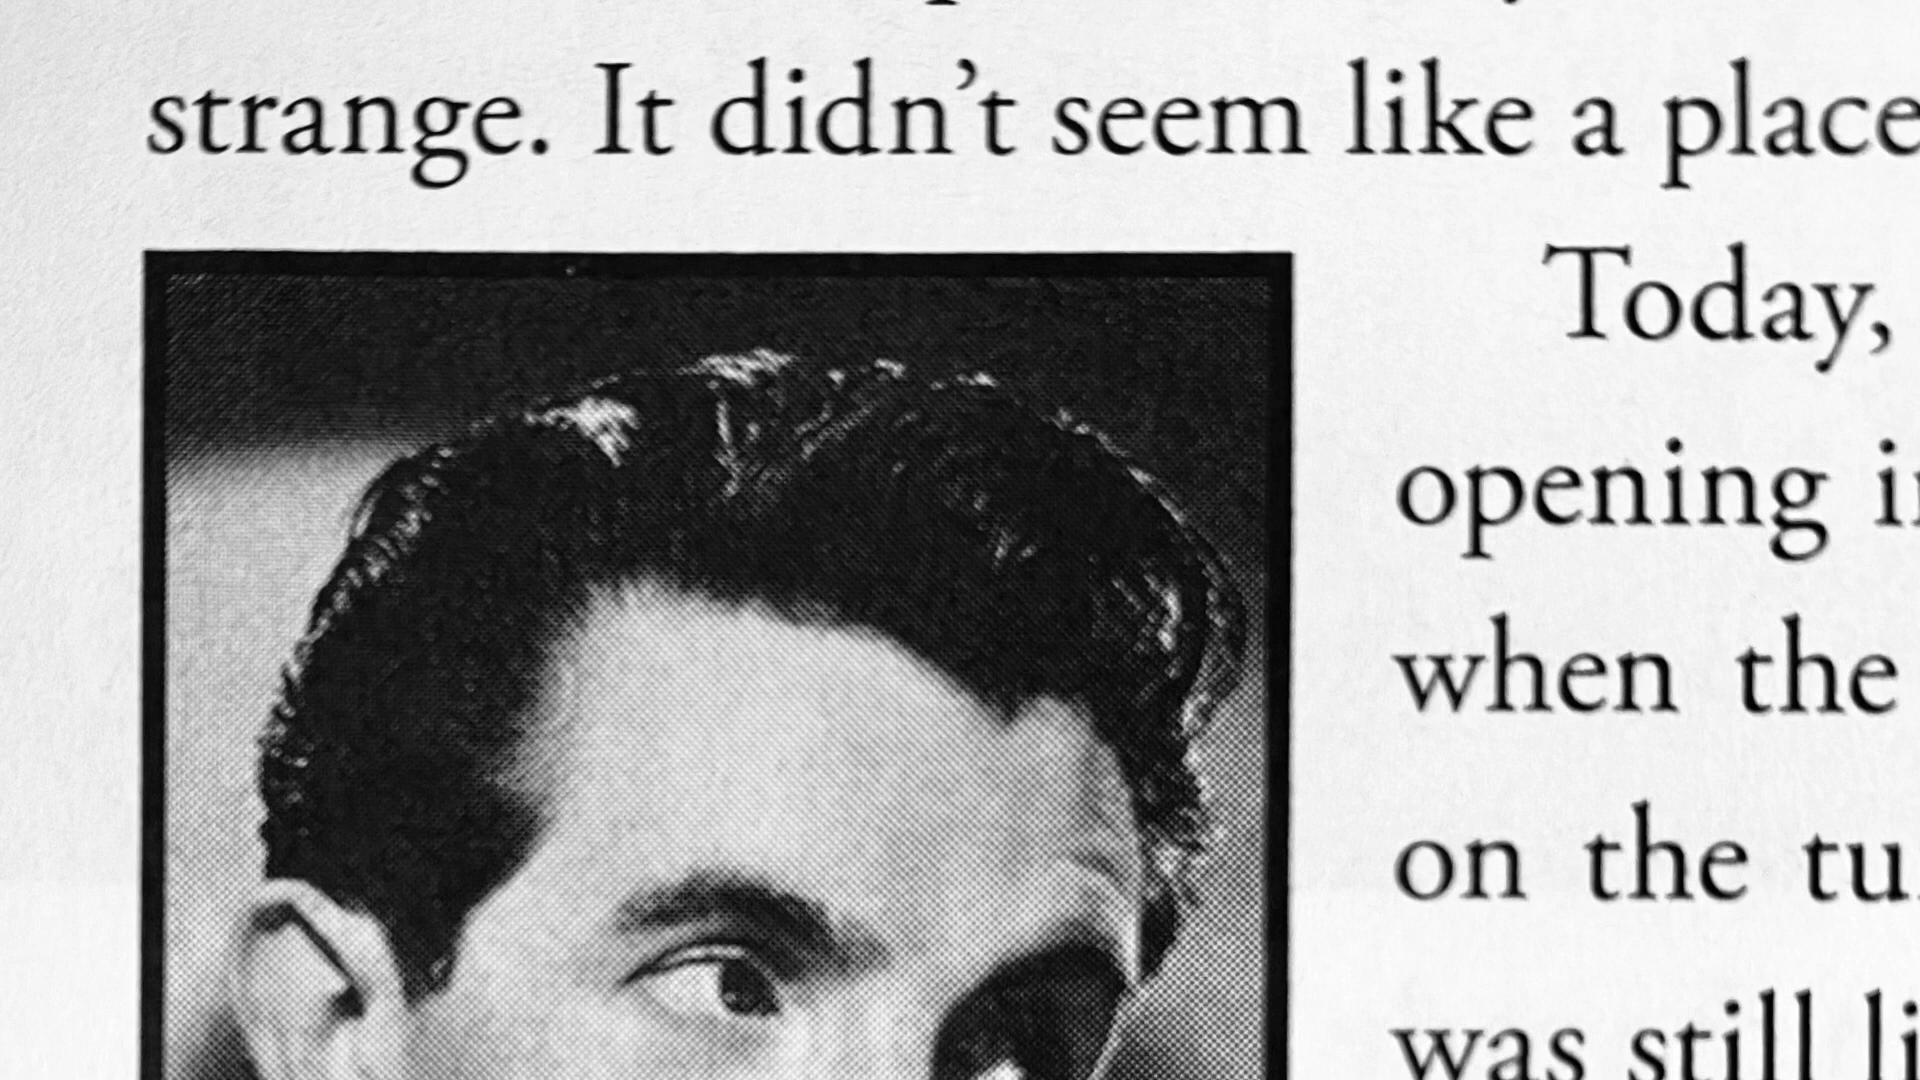 strange. It didn’t seem like a place
Today,
opening
when the
on the
was still